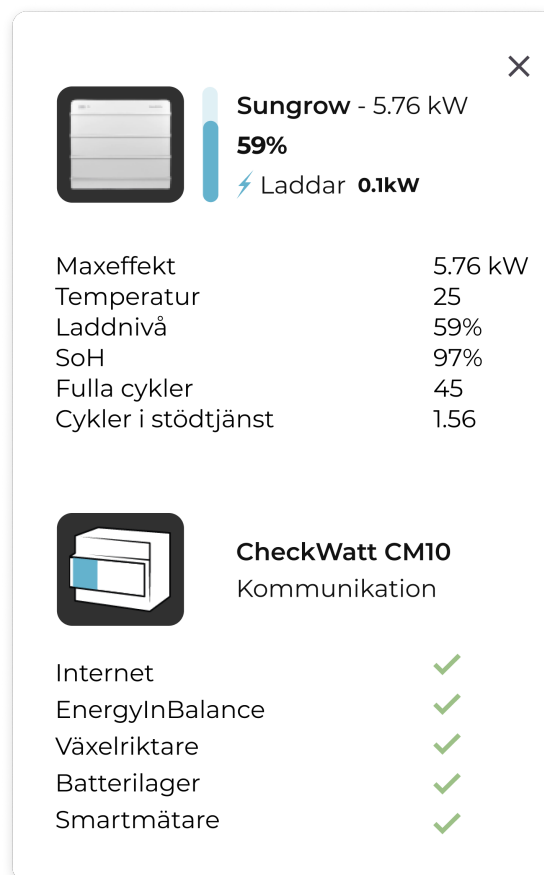 Sungrow - 5.76 kW
59%
Laddar 0.1kW
Maxeffekt 5.76 kW
Temperatur 25
Laddnivå 59%
SoH 97%
Fulla cykler 45
Cykler i stödtjänst 1.56
CheckWatt CM10
Kommunikation
Internet
EnergyInBalance
Växelriktare
Batterilager
Smartmätare